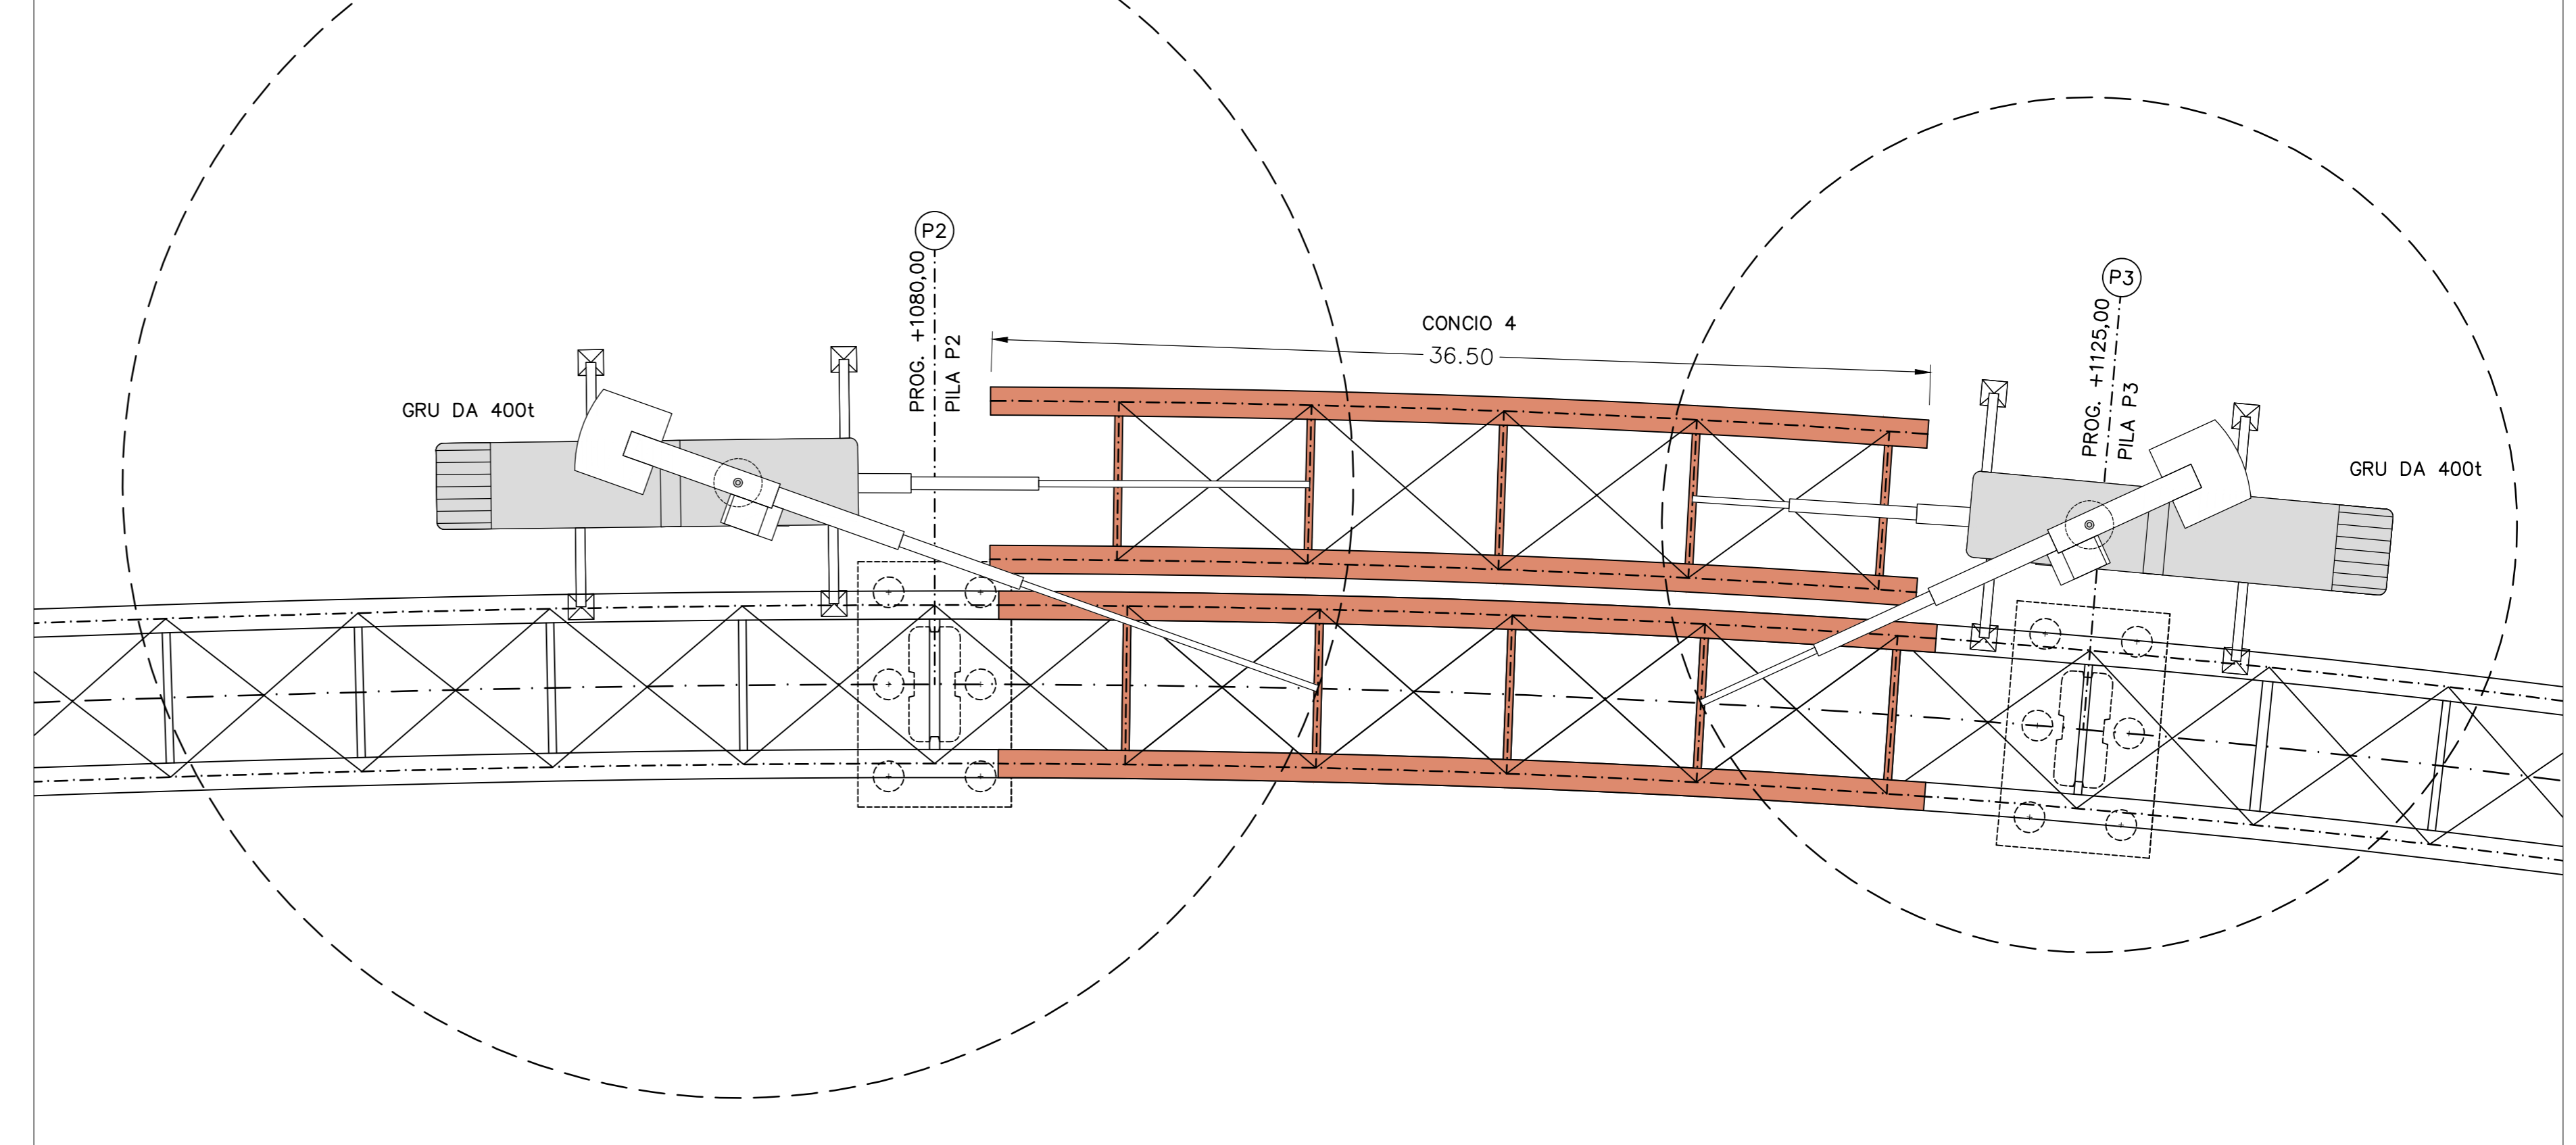 P2
PROG. +1080,00
PILA P2
GRU DA 400t
CONCIO 4
36.50
P3
PROG. +1125,00
PILA P3
GRU DA 400t